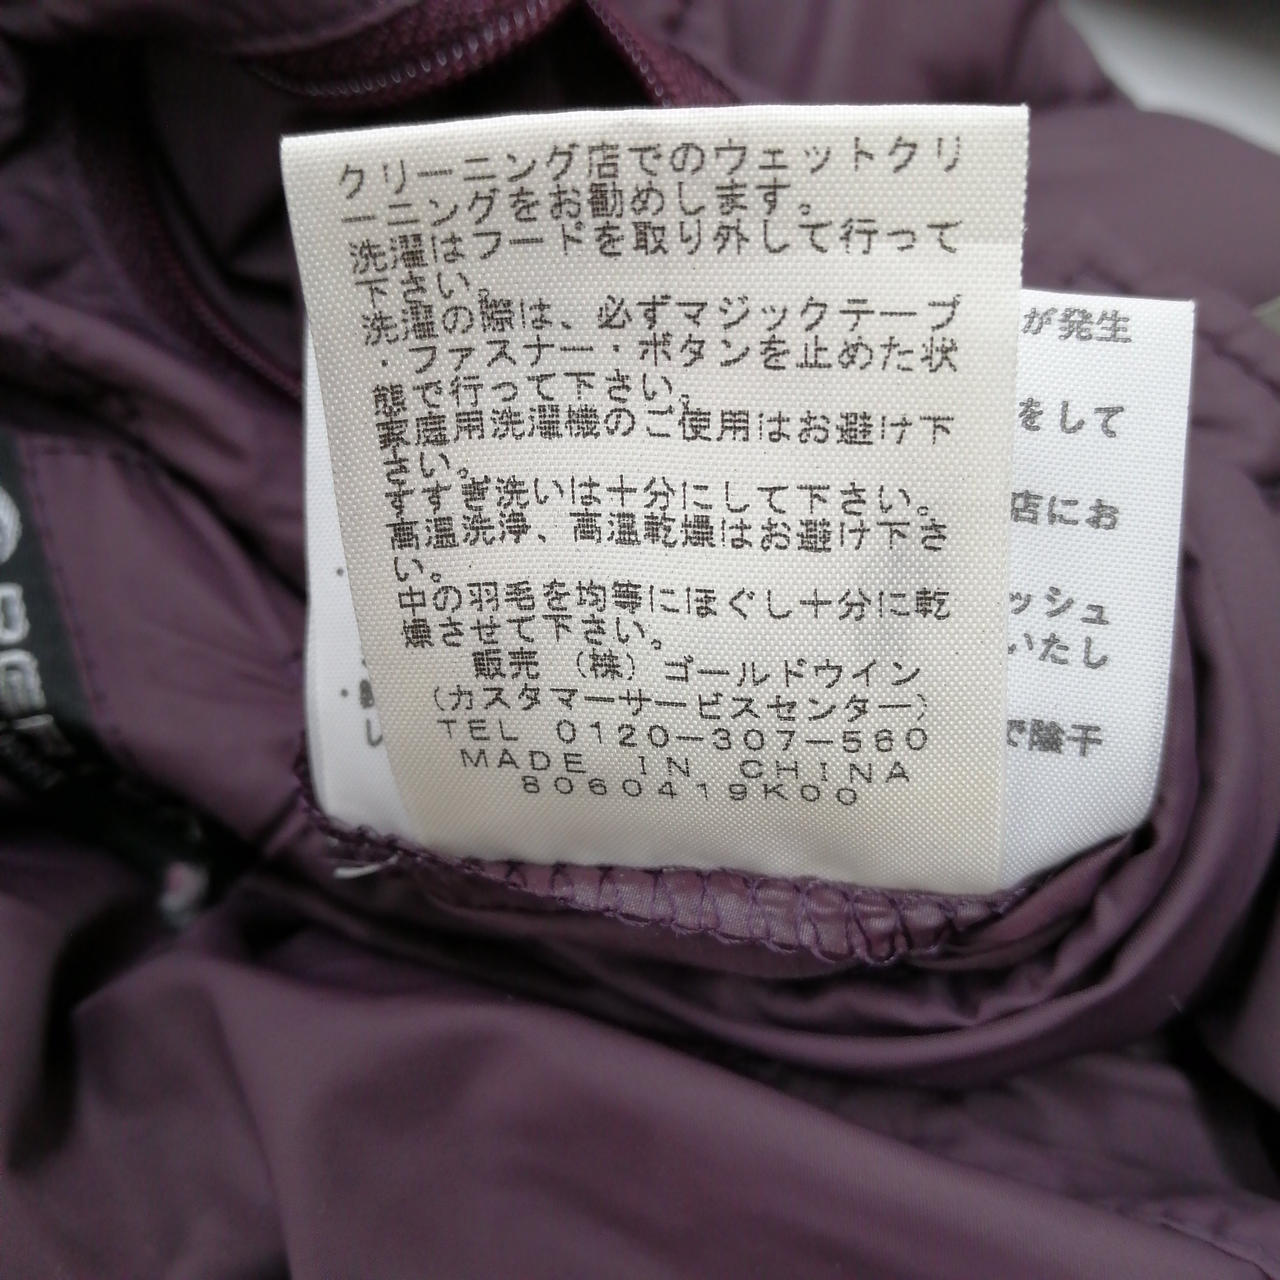 クリーニング店でのウェットクリ
ーニングをお勧めします。
洗濯はフードを取り外して行って
下さい。
洗濯の際は、必ずマジックテープ
・ファスナー・ボタンを止めた状
態で行って下さい。
家庭用洗濯機のご使用はお避け下
さい。
すすぎ洗いは十分にして下さい。
高温洗浄、高温乾燥はお避け下さ
い。
中の羽毛を均等にほぐし十分に乾
燥させて下さい。
販売 (株) ゴールドウイン
(カスタマーサービスセンター)
TEL 0120-307-560
MADE IN CHINA
8060419K00
が発生
をして
店にお
ッシュ
いたし
で陰干